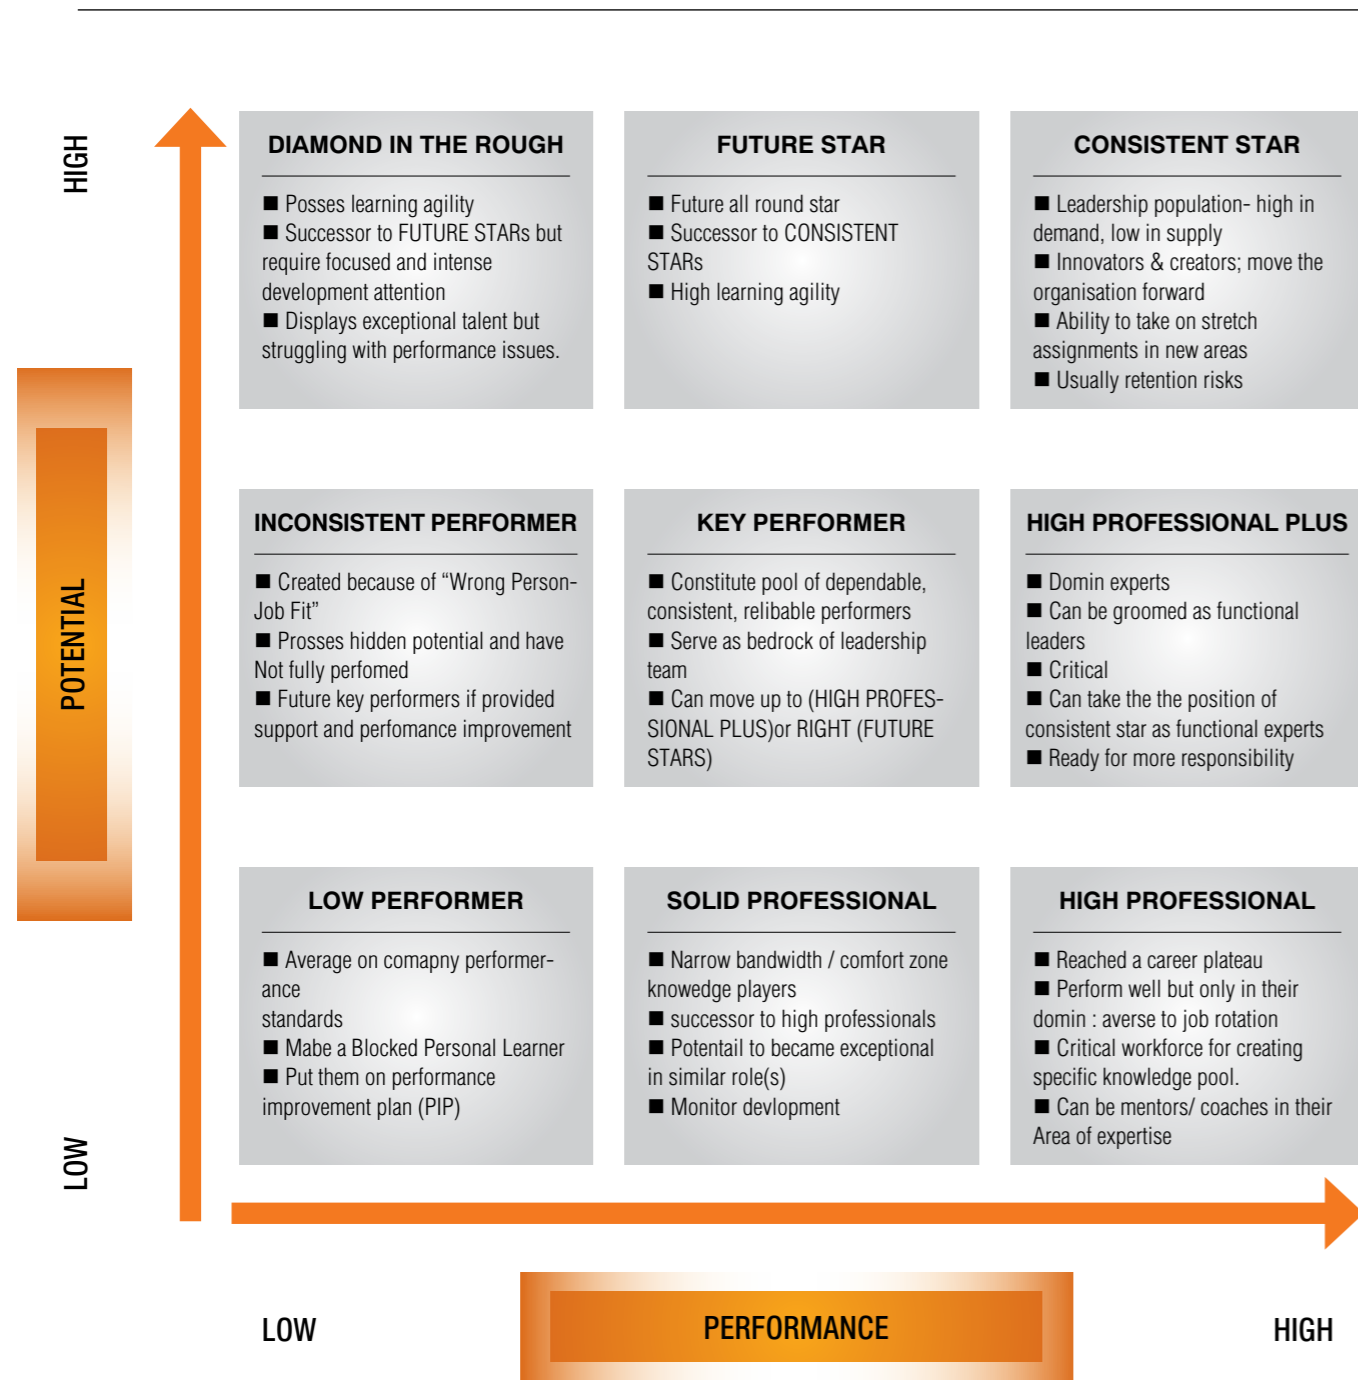 HIGH
DIAMOND IN THE ROUGH
■ Posses learning agility
■ Successor to FUTURE STARs but
require focused and intense
development attention
■ Displays exceptional talent but
struggling with performance issues.
FUTURE STAR
■ Future all round star
■ Successor to CONSISTENT
STARs
■ High learning agility
CONSISTENT STAR
■ Leadership population- high in
demand, low in supply
■ Innovators & creators; move the
organisation forward
■ Ability to take on stretch
assignments in new areas
■ Usually retention risks
POTENTIAL
INCONSISTENT PERFORMER
■ Created because of “Wrong Person-
Job Fit”
■ Prosses hidden potential and have
Not fully perfomed
■ Future key performers if provided
support and perfomance improvement
KEY PERFORMER
■ Constitute pool of dependable,
consistent, relibable performers
■ Serve as bedrock of leadership
team
■ Can move up to (HIGH PROFES-
SIONAL PLUS)or RIGHT (FUTURE
STARS)
HIGH PROFESSIONAL PLUS
■ Domin experts
■ Can be groomed as functional
leaders
■ Critical
■ Can take the the position of
consistent star as functional experts
■ Ready for more responsibility
LOW PERFORMER
■ Average on comapny performer-
ance
standards
■ Mabe a Blocked Personal Learner
■ Put them on performance
improvement plan (PIP)
SOLID PROFESSIONAL
■ Narrow bandwidth / comfort zone
knowedge players
■ successor to high professionals
■ Potentail to became exceptional
in similar role(s)
■ Monitor devlopment
HIGH PROFESSIONAL
■ Reached a career plateau
■ Perform well but only in their
domin : averse to job rotation
■ Critical workforce for creating
specific knowledge pool.
■ Can be mentors/ coaches in their
Area of expertise
LOW
LOW
PERFORMANCE
HIGH